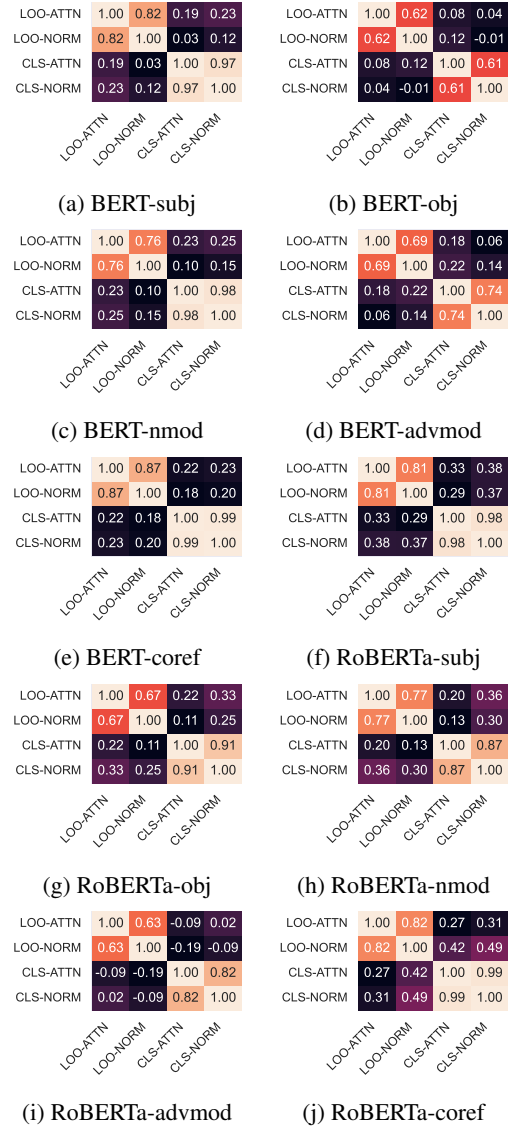 LOO-ATTN 1.00 0.82 0.19 0.23
LOO-NORM 0.82 1.00 0.03 0.12
CLS-ATTN 0.19 0.03 1.00 0.97
CLS-NORM 0.23 0.12 0.97 1.00
LOO-ATTN LOO-NORM CLS-ATTN CLS-NORM
(a) BERT-subj
LOO-ATTN 1.00 0.62 0.08 0.04
LOO-NORM 0.62 1.00 0.12 -0.01
CLS-ATTN 0.08 0.12 1.00 0.61
CLS-NORM 0.04 -0.01 0.61 1.00
LOO-ATTN LOO-NORM CLS-ATTN CLS-NORM
(b) BERT-obj
LOO-ATTN 1.00 0.76 0.23 0.25
LOO-NORM 0.76 1.00 0.10 0.15
CLS-ATTN 0.23 0.10 1.00 0.98
CLS-NORM 0.25 0.15 0.98 1.00
LOO-ATTN LOO-NORM CLS-ATTN CLS-NORM
(c) BERT-nmod
LOO-ATTN 1.00 0.69 0.18 0.06
LOO-NORM 0.69 1.00 0.22 0.14
CLS-ATTN 0.18 0.22 1.00 0.74
CLS-NORM 0.06 0.14 0.74 1.00
LOO-ATTN LOO-NORM CLS-ATTN CLS-NORM
(d) BERT-advmod
LOO-ATTN 1.00 0.87 0.22 0.23
LOO-NORM 0.87 1.00 0.18 0.20
CLS-ATTN 0.22 0.18 1.00 0.99
CLS-NORM 0.23 0.20 0.99 1.00
LOO-ATTN LOO-NORM CLS-ATTN CLS-NORM
(e) BERT-coref
LOO-ATTN 1.00 0.81 0.33 0.38
LOO-NORM 0.81 1.00 0.29 0.37
CLS-ATTN 0.33 0.29 1.00 0.98
CLS-NORM 0.38 0.37 0.98 1.00
LOO-ATTN LOO-NORM CLS-ATTN CLS-NORM
(f) RoBERTa-subj
LOO-ATTN 1.00 0.67 0.22 0.33
LOO-NORM 0.67 1.00 0.11 0.25
CLS-ATTN 0.22 0.11 1.00 0.91
CLS-NORM 0.33 0.25 0.91 1.00
LOO-ATTN LOO-NORM CLS-ATTN CLS-NORM
(g) RoBERTa-obj
LOO-ATTN 1.00 0.77 0.20 0.36
LOO-NORM 0.77 1.00 0.13 0.30
CLS-ATTN 0.20 0.13 1.00 0.87
CLS-NORM 0.36 0.30 0.87 1.00
LOO-ATTN LOO-NORM CLS-ATTN CLS-NORM
(h) RoBERTa-nmod
LOO-ATTN 1.00 0.63 -0.09 0.02
LOO-NORM 0.63 1.00 -0.19 -0.09
CLS-ATTN -0.09 -0.19 1.00 0.82
CLS-NORM 0.02 -0.09 0.82 1.00
LOO-ATTN LOO-NORM CLS-ATTN CLS-NORM
(i) RoBERTa-advmod
LOO-ATTN 1.00 0.82 0.27 0.31
LOO-NORM 0.82 1.00 0.42 0.49
CLS-ATTN 0.27 0.42 1.00 0.99
CLS-NORM 0.31 0.49 0.99 1.00
LOO-ATTN LOO-NORM CLS-ATTN CLS-NORM
(j) RoBERTa-coref